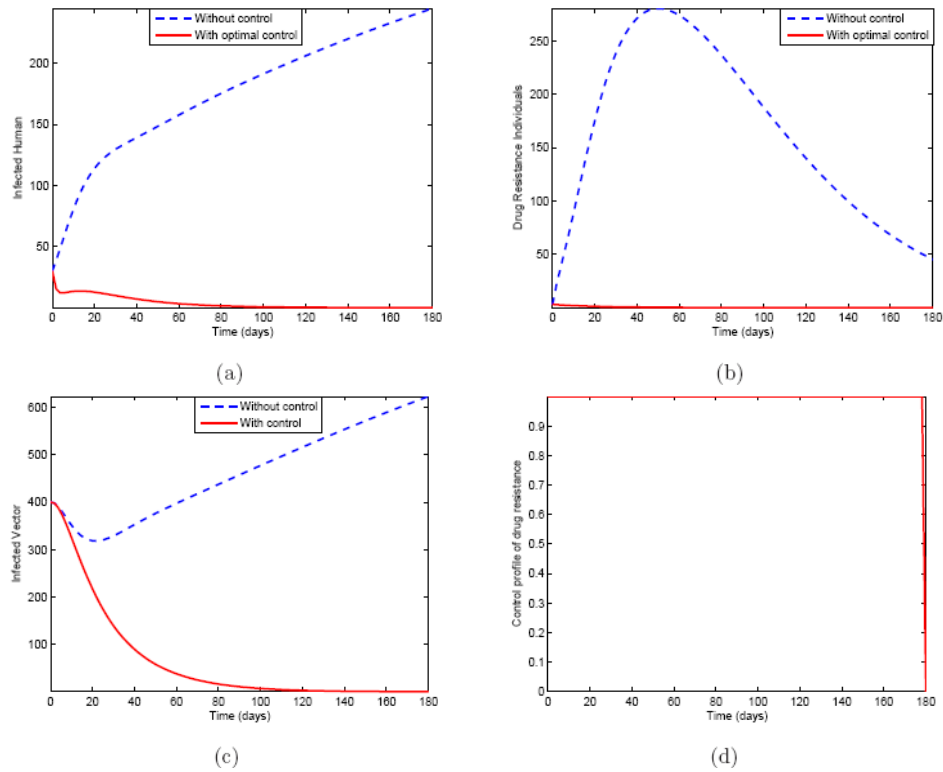 Without control
With optimal control
Infected Human
200
150
100
50
0 20 40 60 80 100 120 140 160 180
Time (days)
(a)
Without control
With optimal control
Drug Resistance Individuals
250
200
150
100
50
0 20 40 60 80 100 120 140 160 180
Time (days)
(b)
Without control
With control
Infected Vector
600
500
400
300
200
100
0 20 40 60 80 100 120 140 160 180
Time (days)
(c)
Control profile of drug resistance
0.9
0.8
0.7
0.6
0.5
0.4
0.3
0.2
0.1
0
0 20 40 60 80 100 120 140 160 180
Time (days)
(d)